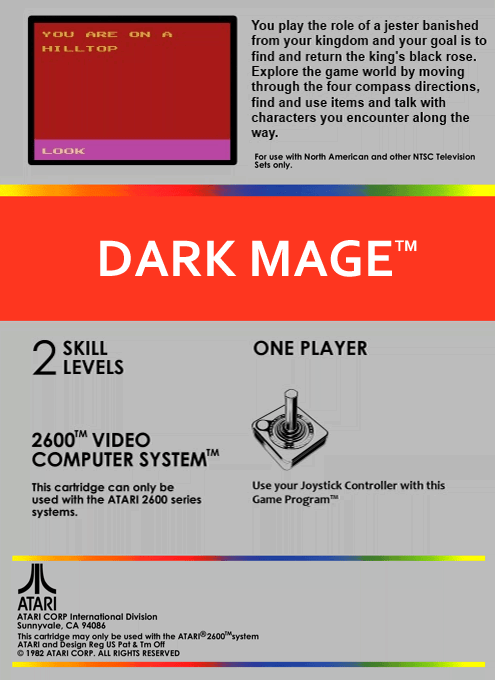 YOU ARE ON A
HILLTOP
LOOK
You play the role of a jester banished
from your kingdom and your goal is to
find and return the king's black rose.
Explore the game world by moving
through the four compass directions,
find and use items and talk with
characters you encounter along the
way.
For use with North American and other NTSC Television
Sets only.
DARK MAGE™
2 SKILL
LEVELS
ONE PLAYER
2600™ VIDEO
COMPUTER SYSTEM™
This cartridge can only be
used with the ATARI 2600 series
systems.
Use your Joystick Controller with this
Game Program™
ATARI
ATARI CORP International Division
Sunnyvale, CA 94086
This cartridge may only be used with the ATARI®2600™system
ATARI and Design Reg US Pat & Tm Off
© 1982 ATARI CORP. ALL RIGHTS RESERVED